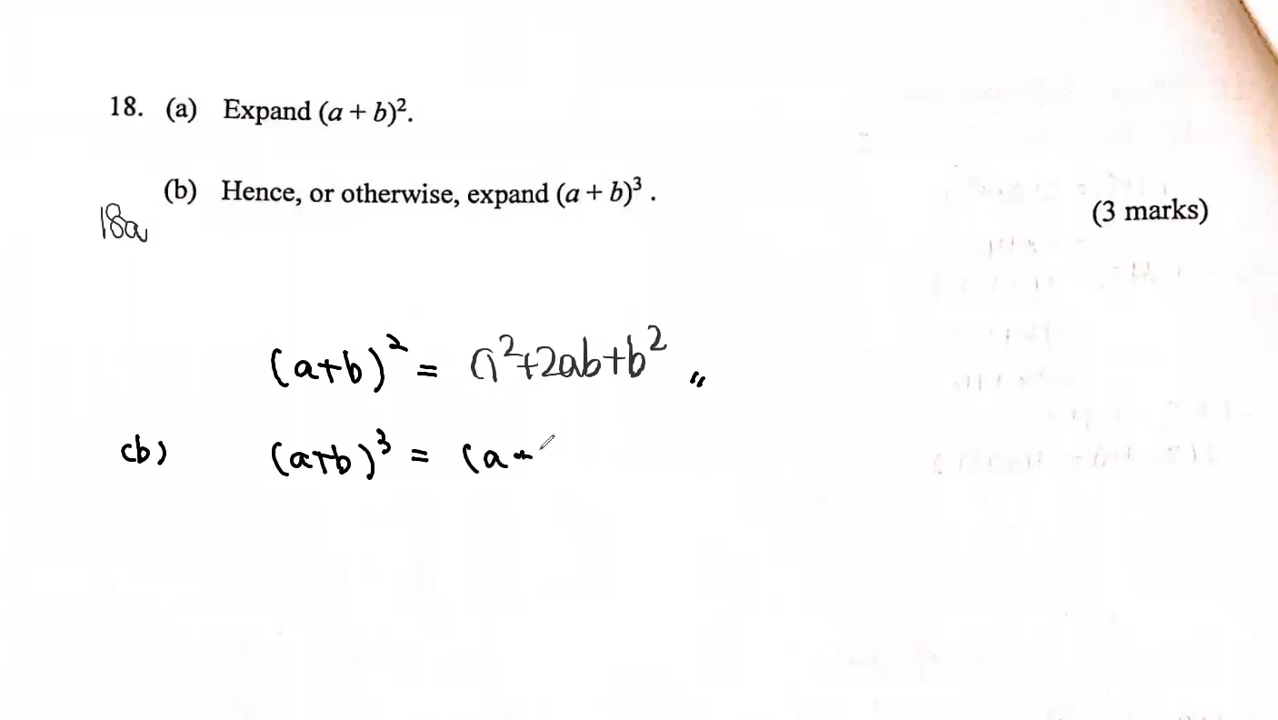 18. (a) Expand (a + b)².
(b) Hence, or otherwise, expand (a + b)³ .
(3 marks)
18a
(a+b)² = a²+2ab+b² "
(b) (a+b)³ = (a+